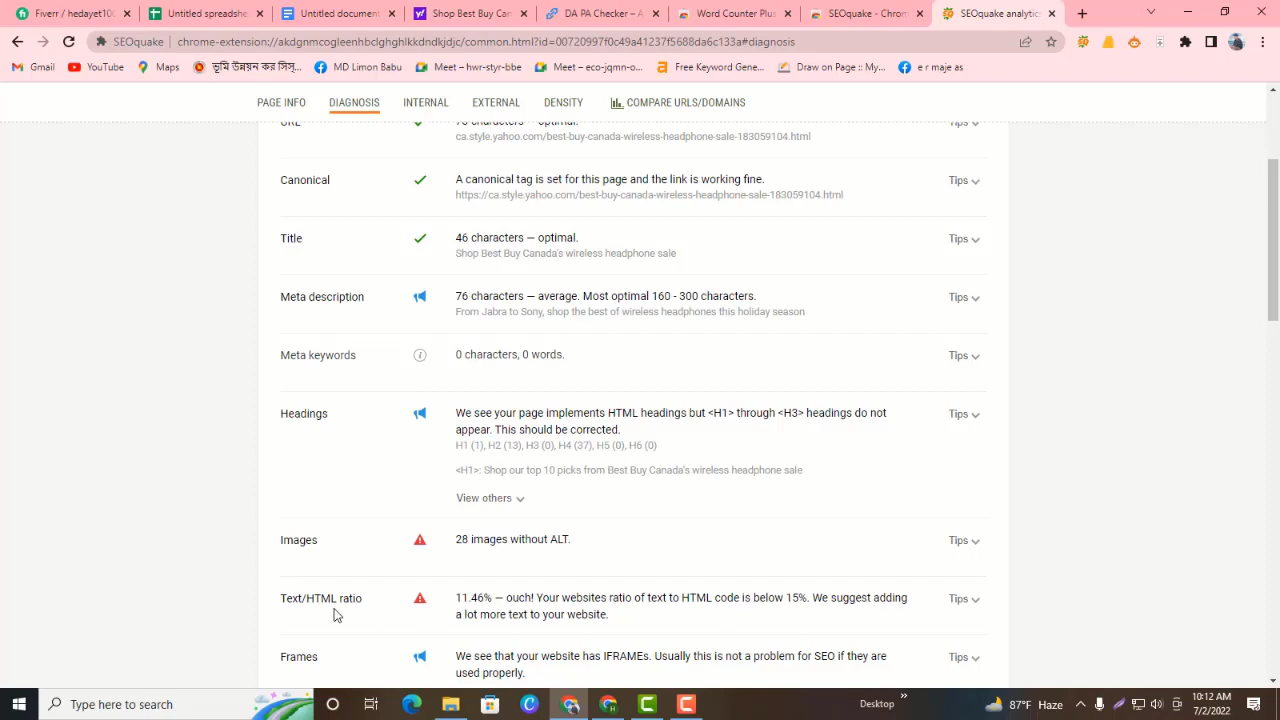 Fiverr / hedayet100
Untitled spreadshe
Untitled document
Shop Best Buy Can
DA PA Checker – A
Word Counter Plus
SEOquake - Chrom
SEOquake analytic
SEOquake | chrome-extension://akdgnmcogleenhbclghghlkkdndkjdjc/common.html?id=00720997f0c49a41237f5688da6c133a#diagnosis
Gmail YouTube Maps ভূমি উন্নয়ন কর সিস্... MD Limon Babu Meet – hwr-styr-bbe Meet – eco-jqmn-o... Free Keyword Gene... Draw on Page :: My... e r maje as
PAGE INFO DIAGNOSIS INTERNAL EXTERNAL DENSITY COMPARE URLS/DOMAINS
URL 76 characters — optimal. Tips
ca.style.yahoo.com/best-buy-canada-wireless-headphone-sale-183059104.html
Canonical A canonical tag is set for this page and the link is working fine. Tips
https://ca.style.yahoo.com/best-buy-canada-wireless-headphone-sale-183059104.html
Title 46 characters — optimal. Tips
Shop Best Buy Canada's wireless headphone sale
Meta description 76 characters — average. Most optimal 160 - 300 characters. Tips
From Jabra to Sony, shop the best of wireless headphones this holiday season
Meta keywords 0 characters, 0 words. Tips
Headings We see your page implements HTML headings but <H1> through <H3> headings do not Tips
appear. This should be corrected.
H1 (1), H2 (13), H3 (0), H4 (37), H5 (0), H6 (0)
<H1>: Shop our top 10 picks from Best Buy Canada's wireless headphone sale
View others
Images 28 images without ALT. Tips
Text/HTML ratio 11.46% — ouch! Your websites ratio of text to HTML code is below 15%. We suggest adding Tips
a lot more text to your website.
Frames We see that your website has IFRAMEs. Usually this is not a problem for SEO if they are Tips
used properly.
Type here to search Desktop 87°F Haze 10:12 AM
7/2/2022